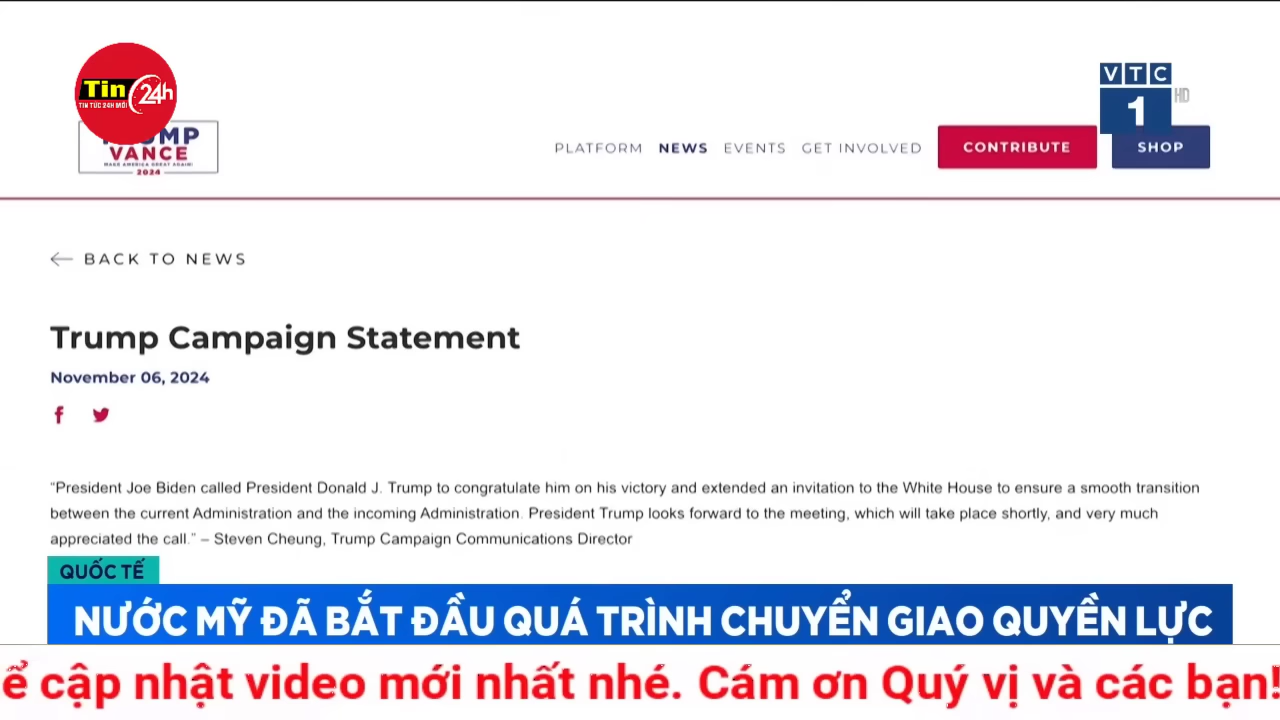 Tin 24h
TIN TỨC 24H MỚI
VTC
1
HD
VANCE
MAKE AMERICA GREAT AGAIN!
2024
PLATFORM NEWS EVENTS GET INVOLVED CONTRIBUTE SHOP
BACK TO NEWS
Trump Campaign Statement
November 06, 2024
"President Joe Biden called President Donald J. Trump to congratulate him on his victory and extended an invitation to the White House to ensure a smooth transition
between the current Administration and the incoming Administration. President Trump looks forward to the meeting, which will take place shortly, and very much
appreciated the call." – Steven Cheung, Trump Campaign Communications Director
QUỐC TẾ
NƯỚC MỸ ĐÃ BẮT ĐẦU QUÁ TRÌNH CHUYỂN GIAO QUYỀN LỰC
ể cập nhật video mới nhất nhé. Cám ơn Quý vị và các bạn!